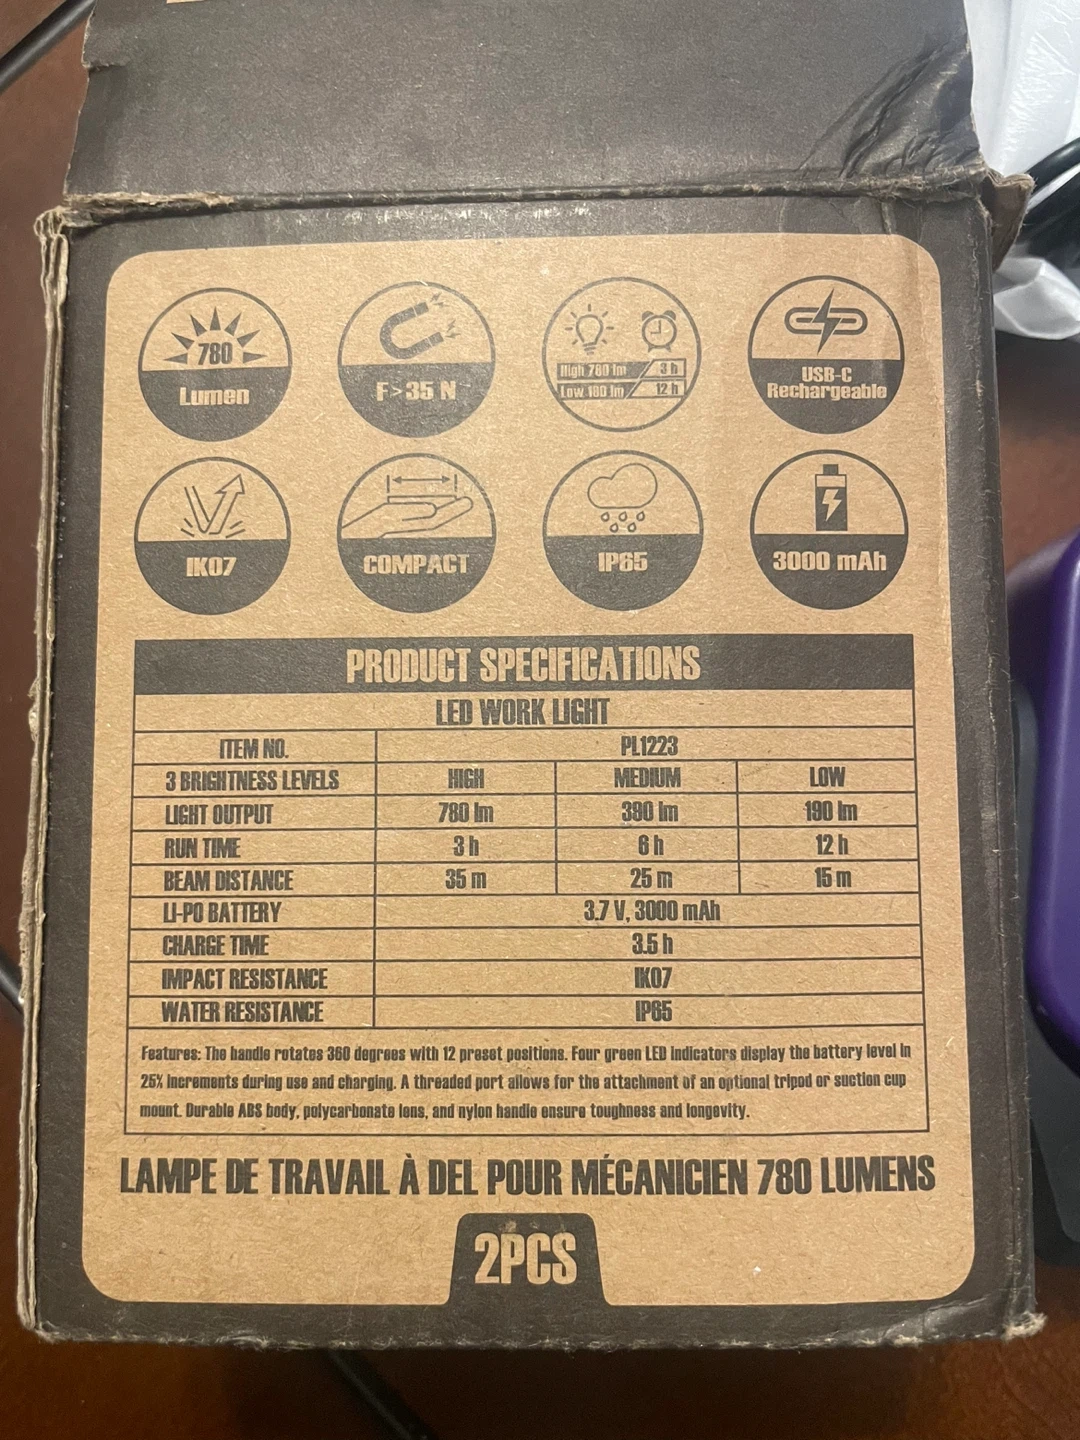 780
Lumen
F>35 N
High 780 lm 3 h
Low 190 lm 12 h
USB-C
Rechargeable
IK07
COMPACT
IP65
3000 mAh
PRODUCT SPECIFICATIONS
LED WORK LIGHT
ITEM NO. PL1223
3 BRIGHTNESS LEVELS HIGH MEDIUM LOW
LIGHT OUTPUT 780 lm 390 lm 190 lm
RUN TIME 3 h 6 h 12 h
BEAM DISTANCE 35 m 25 m 15 m
LI-PO BATTERY 3.7 V, 3000 mAh
CHARGE TIME 3.5 h
IMPACT RESISTANCE IK07
WATER RESISTANCE IP65
Features: The handle rotates 360 degrees with 12 preset positions. Four green LED indicators display the battery level in
25% increments during use and charging. A threaded port allows for the attachment of an optional tripod or suction cup
mount. Durable ABS body, polycarbonate lens, and nylon handle ensure toughness and longevity.
LAMPE DE TRAVAIL À DEL POUR MÉCANICIEN 780 LUMENS
2PCS